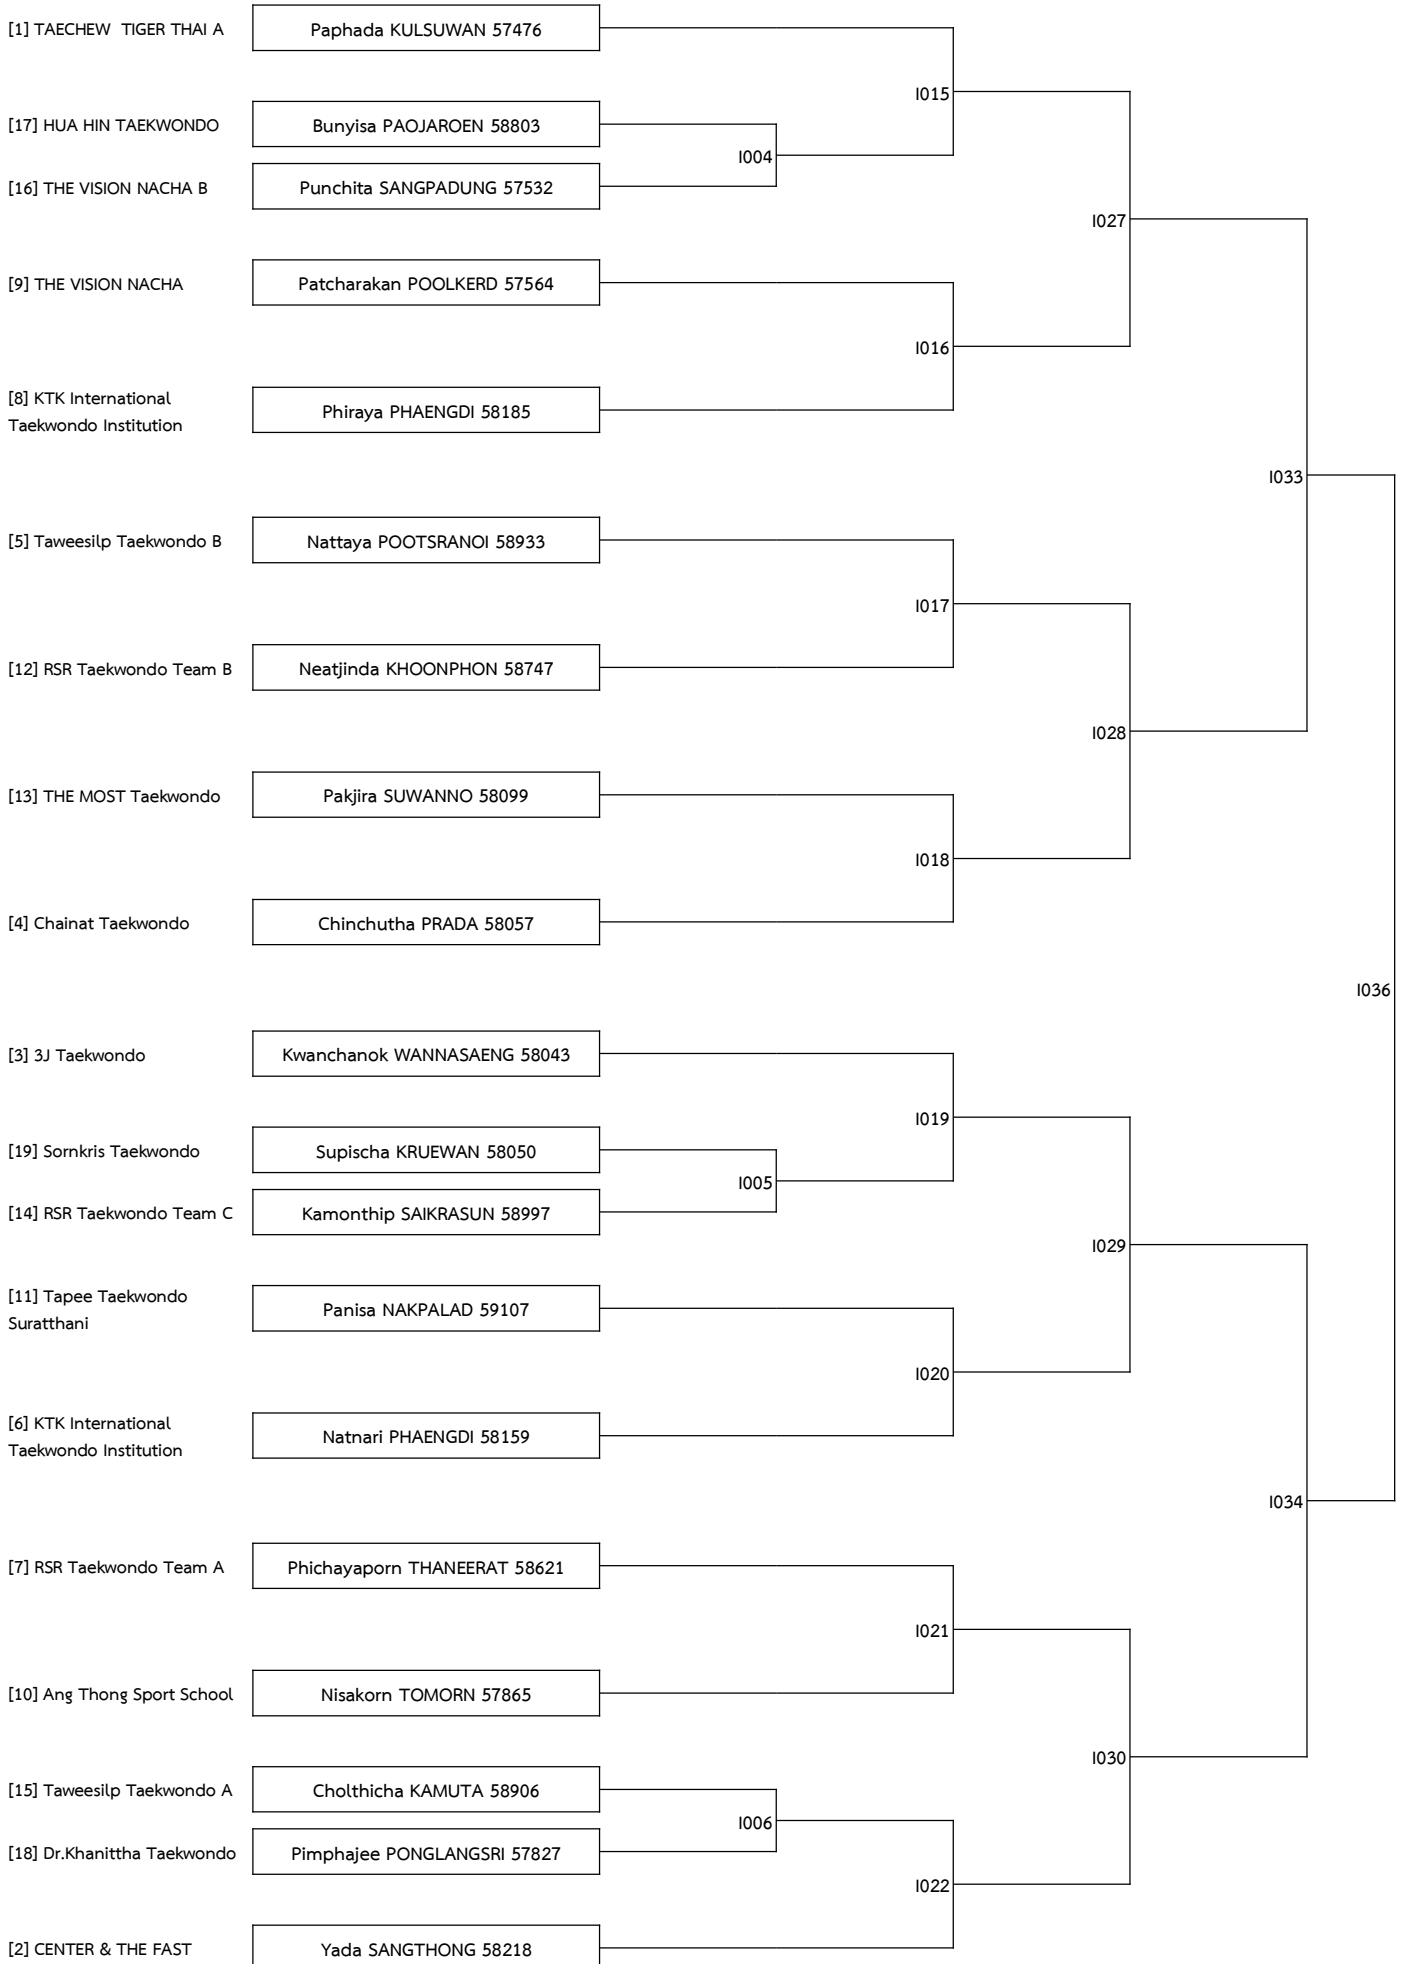 [1] TAECHEW  TIGER THAI A
Paphada KULSUWAN 57476
I015
[17] HUA HIN TAEKWONDO
Bunyisa PAOJAROEN 58803
I004
[16] THE VISION NACHA B
Punchita SANGPADUNG 57532
I027
[9] THE VISION NACHA
Patcharakan POOLKERD 57564
I016
[8] KTK International
Taekwondo Institution
Phiraya PHAENGDI 58185
I033
[5] Taweesilp Taekwondo B
Nattaya POOTSRANOI 58933
I017
[12] RSR Taekwondo Team B
Neatjinda KHOONPHON 58747
I028
[13] THE MOST Taekwondo
Pakjira SUWANNO 58099
I018
[4] Chainat Taekwondo
Chinchutha PRADA 58057
I036
[3] 3J Taekwondo
Kwanchanok WANNASAENG 58043
I019
[19] Sornkris Taekwondo
Supischa KRUEWAN 58050
I005
[14] RSR Taekwondo Team C
Kamonthip SAIKRASUN 58997
I029
[11] Tapee Taekwondo
Suratthani
Panisa NAKPALAD 59107
I020
[6] KTK International
Taekwondo Institution
Natnari PHAENGDI 58159
I034
[7] RSR Taekwondo Team A
Phichayaporn THANEERAT 58621
I021
[10] Ang Thong Sport School
Nisakorn TOMORN 57865
I030
[15] Taweesilp Taekwondo A
Cholthicha KAMUTA 58906
I006
[18] Dr.Khanittha Taekwondo
Pimphajee PONGLANGSRI 57827
I022
[2] CENTER & THE FAST
Yada SANGTHONG 58218